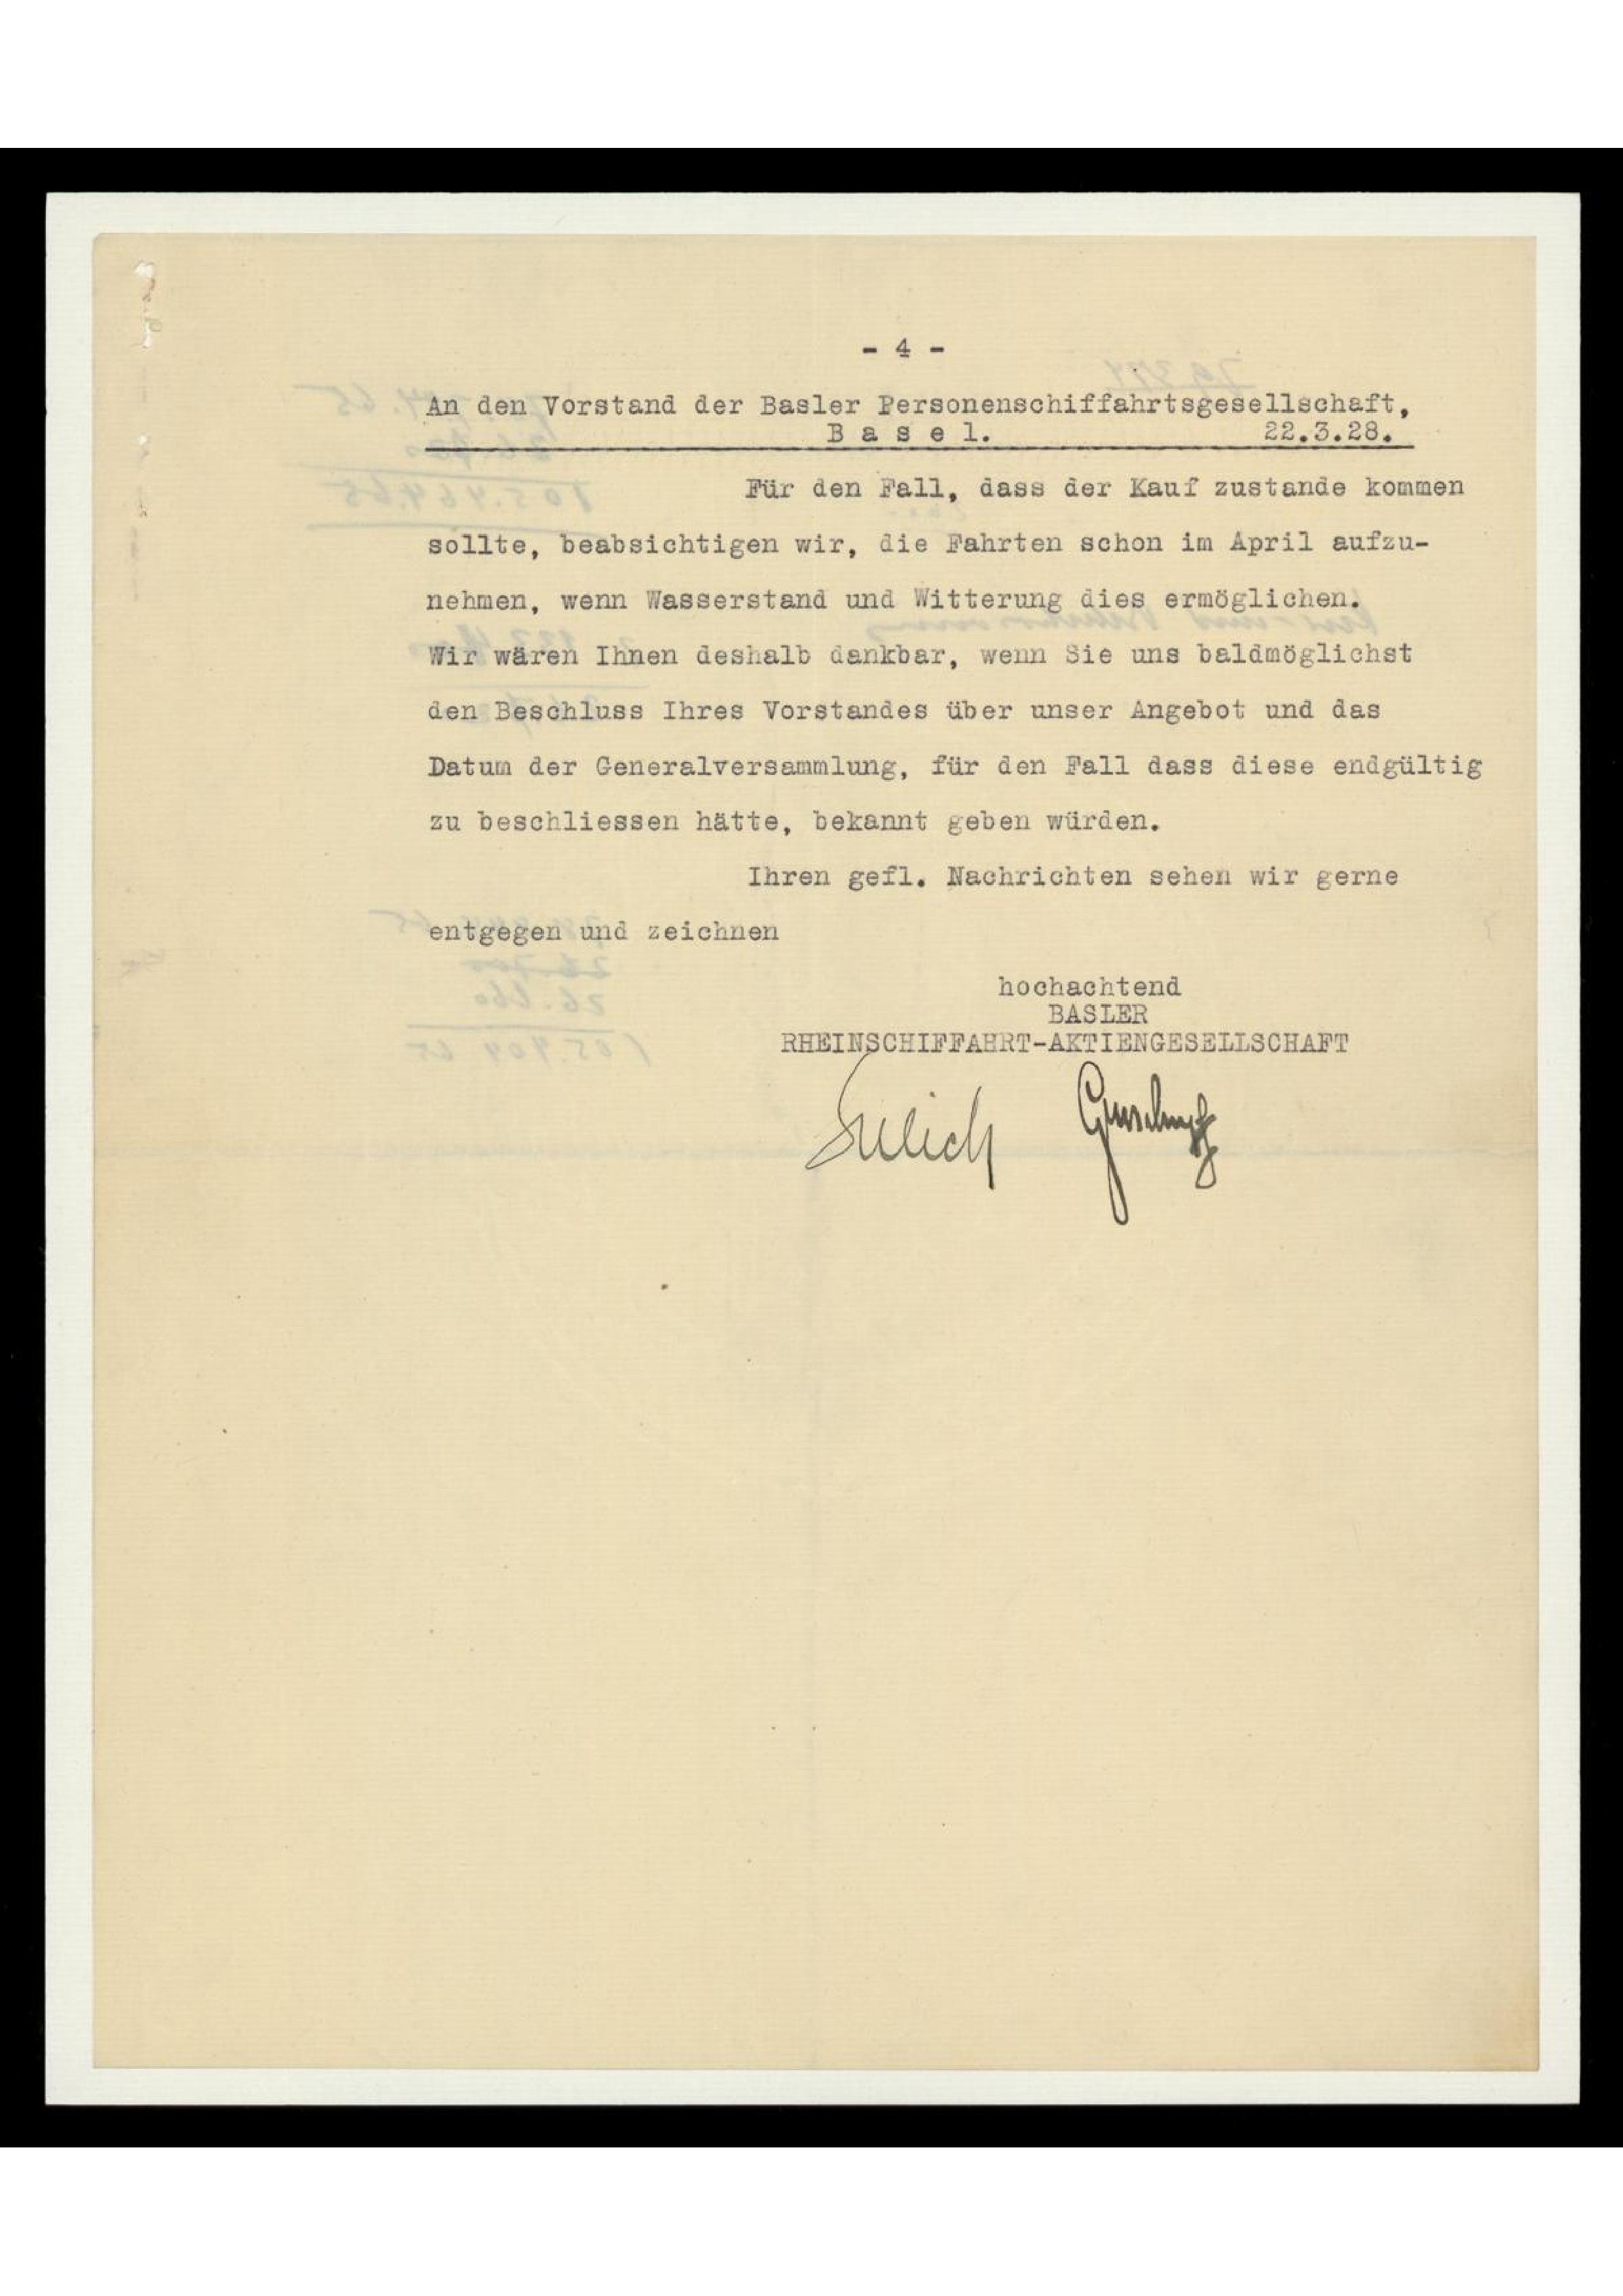 - 4 -
An den Vorstand der Basler Personenschiffahrtsgesellschaft,
B a s e l. 22.3.28.
Für den Fall, dass der Kauf zustande kommen
sollte, beabsichtigen wir, die Fahrten schon im April aufzu-
nehmen, wenn Wasserstand und Witterung dies ermöglichen.
Wir wären Ihnen deshalb dankbar, wenn Sie uns baldmöglichst
den Beschluss Ihres Vorstandes über unser Angebot und das
Datum der Generalversammlung, für den Fall dass diese endgültig
zu beschliessen hätte, bekannt geben würden.
Ihren gefl. Nachrichten sehen wir gerne
entgegen und zeichnen
hochachtend
BASLER
RHEINSCHIFFAHRT-AKTIENGESELLSCHAFT